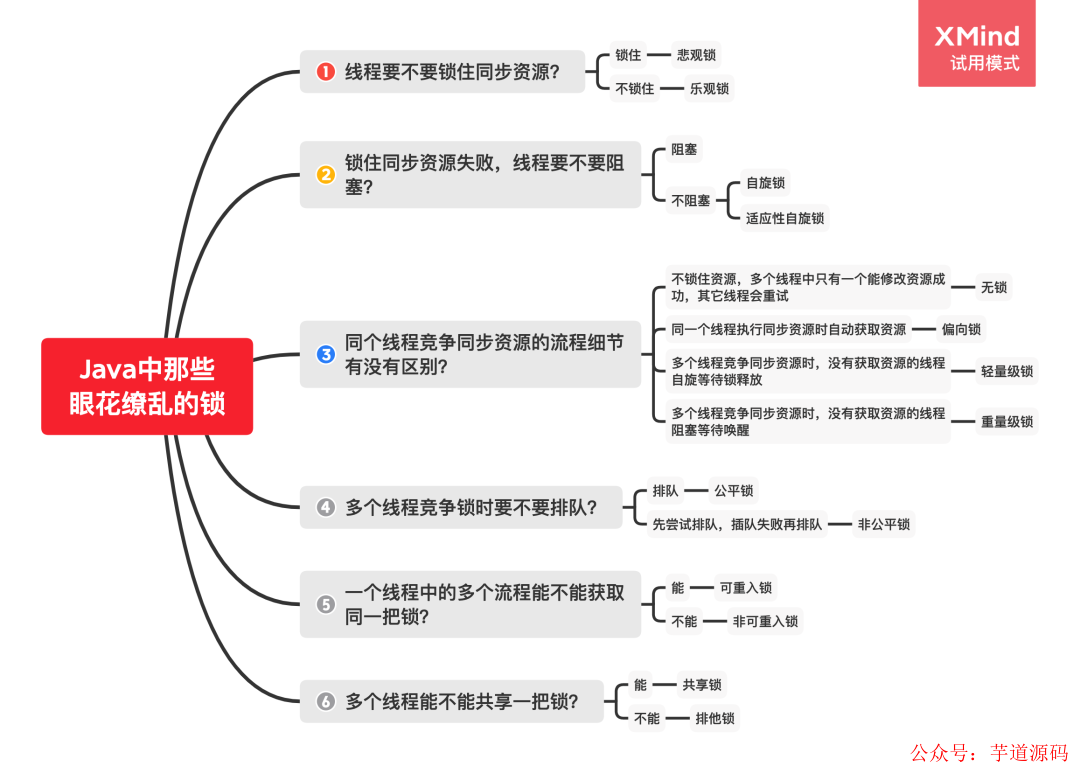 XMind
试用模式
Java中那些
眼花缭乱的锁
1 线程要不要锁住同步资源?
锁住
悲观锁
不锁住
乐观锁
2 锁住同步资源失败，线程要不要阻
塞?
阻塞
不阻塞
自旋锁
适应性自旋锁
3 同个线程竞争同步资源的流程细节
有没有区别?
不锁住资源，多个线程中只有一个能修改资源成
功，其它线程会重试
无锁
同一个线程执行同步资源时自动获取资源
偏向锁
多个线程竞争同步资源时，没有获取资源的线程
自旋等待锁释放
轻量级锁
多个线程竞争同步资源时，没有获取资源的线程
阻塞等待唤醒
重量级锁
4 多个线程竞争锁时要不要排队?
排队
公平锁
先尝试排队，插队失败再排队
非公平锁
5 一个线程中的多个流程能不能获取
同一把锁?
能
可重入锁
不能
非可重入锁
6 多个线程能不能共享一把锁?
能
共享锁
不能
排他锁
公众号：芋道源码